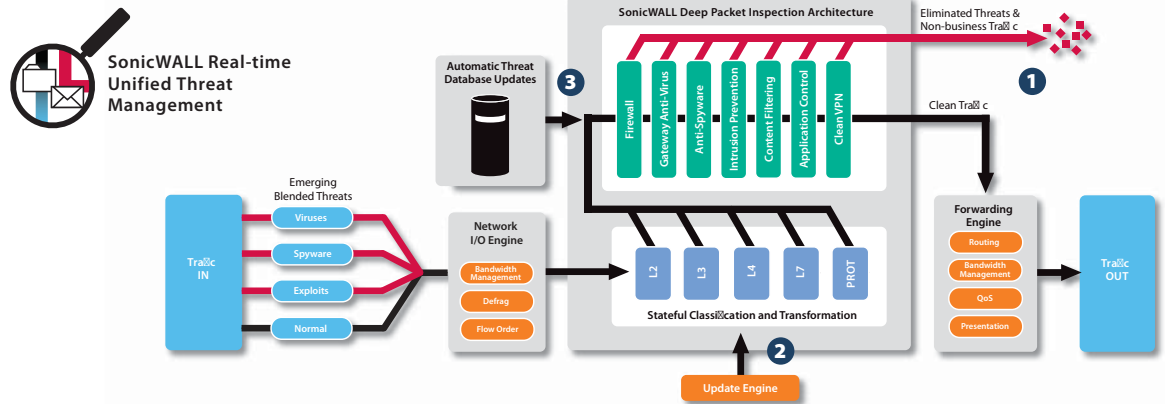 SonicWALL Real-time
Unified Threat
Management
SonicWALL Deep Packet Inspection Architecture
Eliminated Threats &
Non-business Tra c
1
Automatic Threat
Database Updates
3
Firewall
Gateway Anti-Virus
Anti-Spyware
Intrusion Prevention
Content Filtering
Application Control
Clean VPN
Clean Tra c
Emerging
Blended Threats
Tra c
IN
Viruses
Spyware
Exploits
Normal
Network
I/O Engine
Bandwidth
Management
Defrag
Flow Order
L2
L3
L4
L7
PROT
Stateful Classi cation and Transformation
2
Update Engine
Forwarding
Engine
Routing
Bandwidth
Management
QoS
Presentation
Tra c
OUT